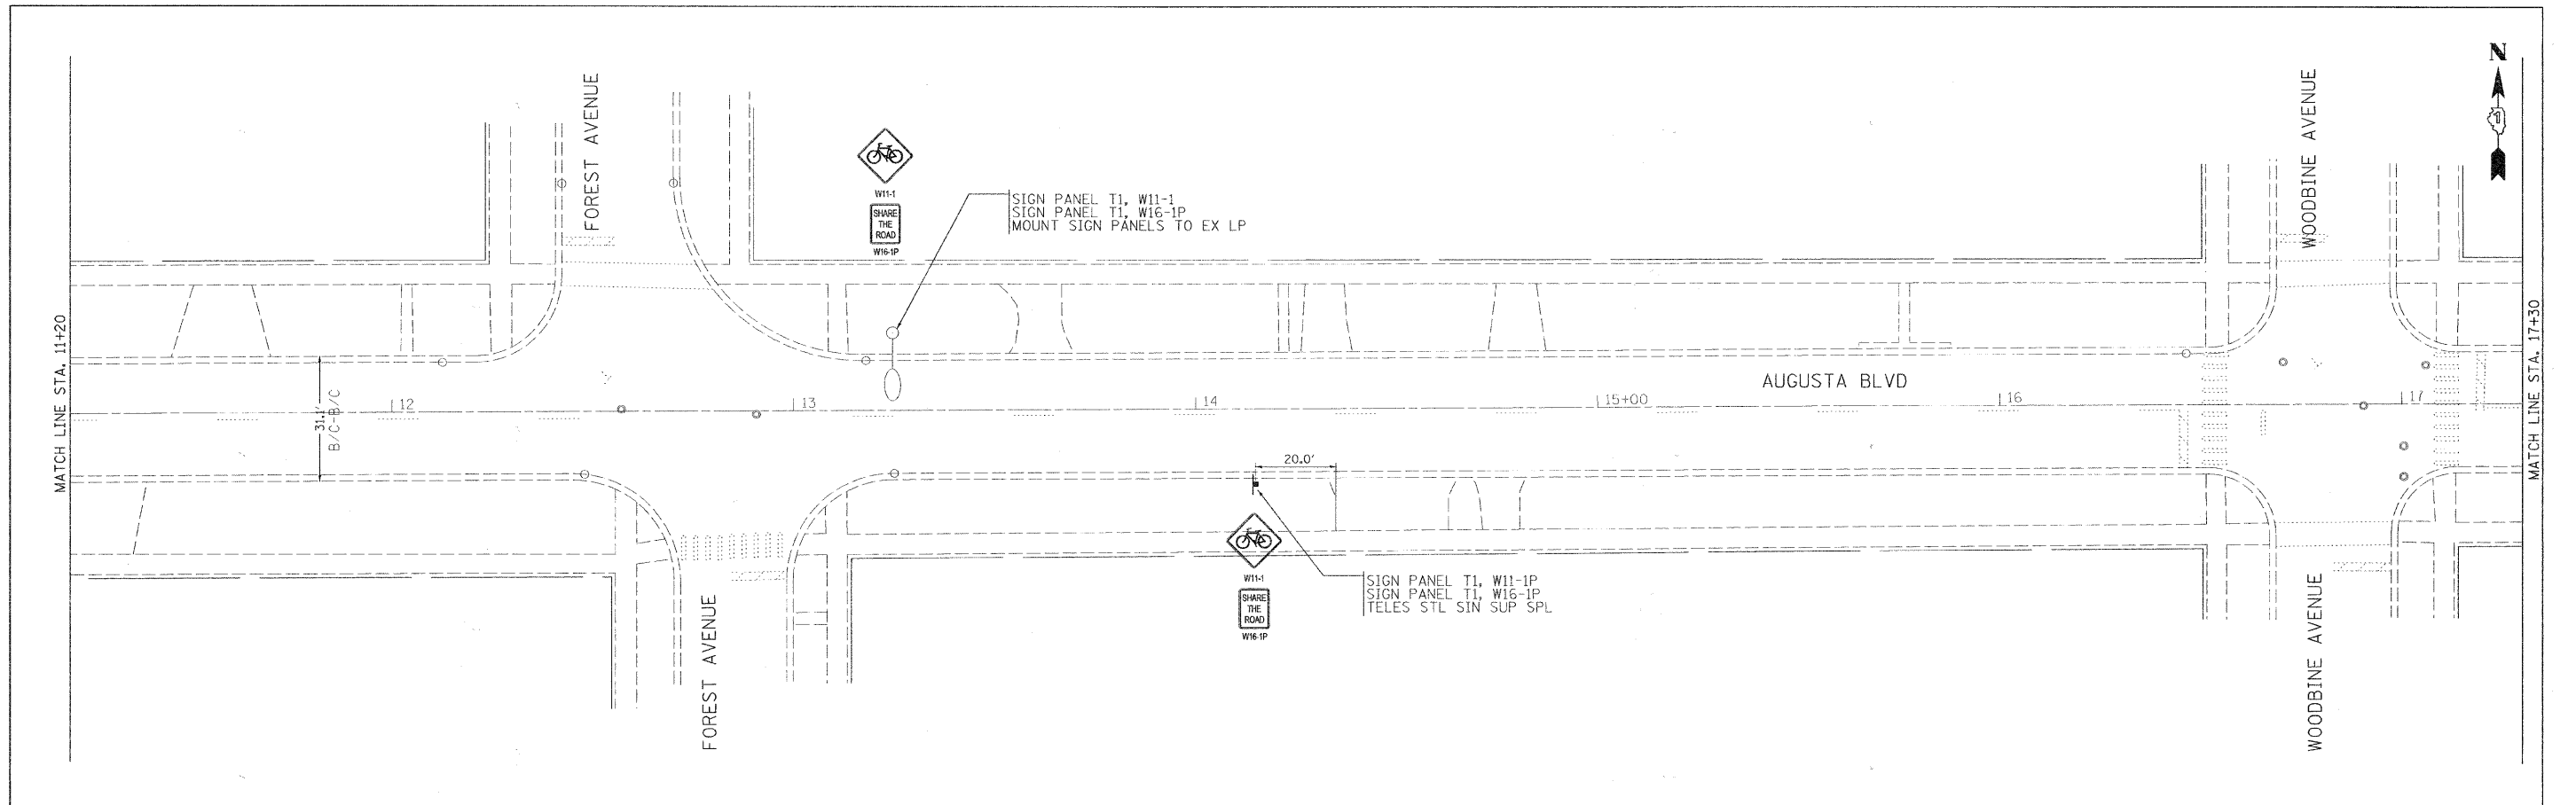 N
FOREST AVENUE
WOODBINE AVENUE
W11-1
SHARE
THE
ROAD
W16-1P
SIGN PANEL T1, W11-1
SIGN PANEL T1, W16-1P
MOUNT SIGN PANELS TO EX LP
MATCH LINE STA. 11+20
MATCH LINE STA. 17+30
AUGUSTA BLVD
31.1'
B/C-B/C
12
13
14
15+00
16
17
20.0'
W11-1
SHARE
THE
ROAD
W16-1P
SIGN PANEL T1, W11-1P
SIGN PANEL T1, W16-1P
TELES STL SIN SUP SPL
FOREST AVENUE
WOODBINE AVENUE